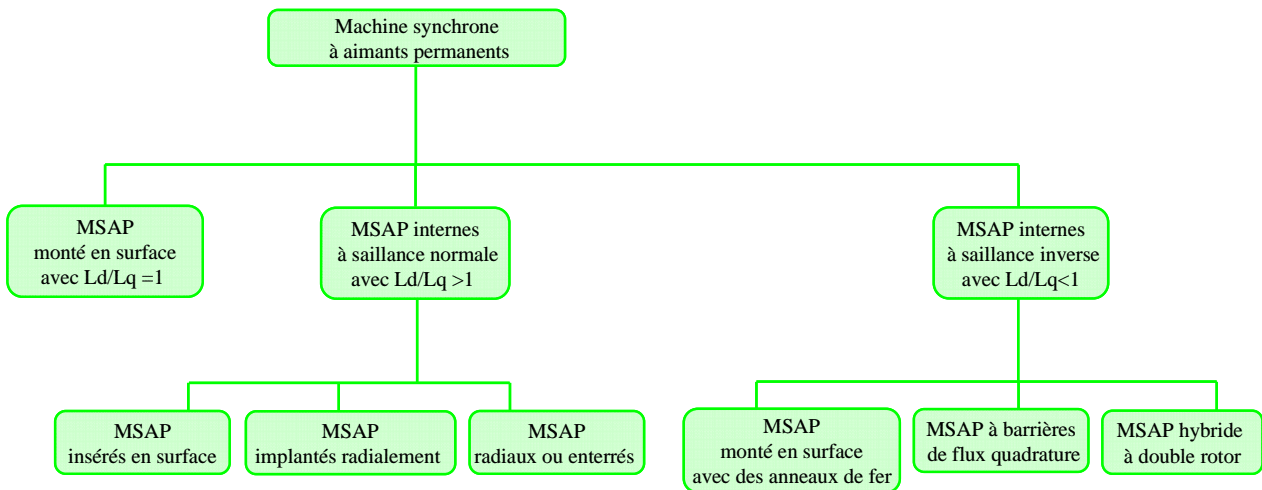 Machine synchrone
à aimants permanents
MSAP
monté en surface
avec Ld/Lq =1
MSAP internes
à saillance normale
avec Ld/Lq >1
MSAP internes
à saillance inverse
avec Ld/Lq<1
MSAP
insérés en surface
MSAP
implantés radialement
MSAP
radiaux ou enterrés
MSAP
monté en surface
avec des anneaux de fer
MSAP à barrières
de flux quadrature
MSAP hybride
à double rotor